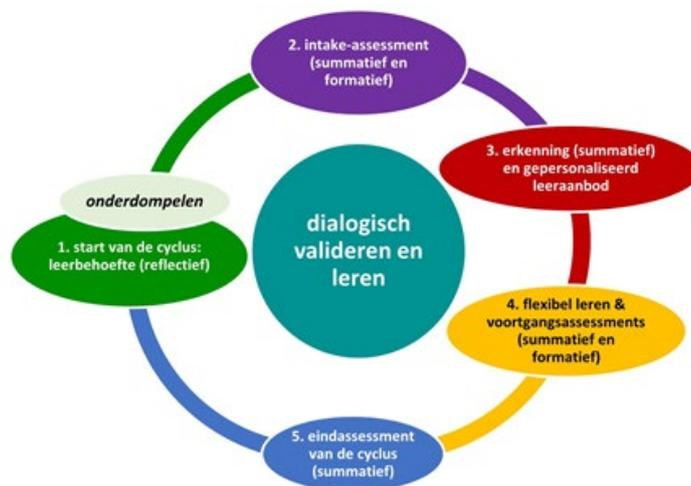 2. intake-assessment
(summatief en
formatief)
3. erkenning (summatief)
en gepersonaliseerd
leeraanbod
onderdompelen
1. start van de cyclus:
leerbehoefte (reflectief)
dialogisch
valideren en
leren
4. flexibel leren &
voortgangsassessments
(summatief en
formatief)
5. eindassessment
van de cyclus
(summatief)